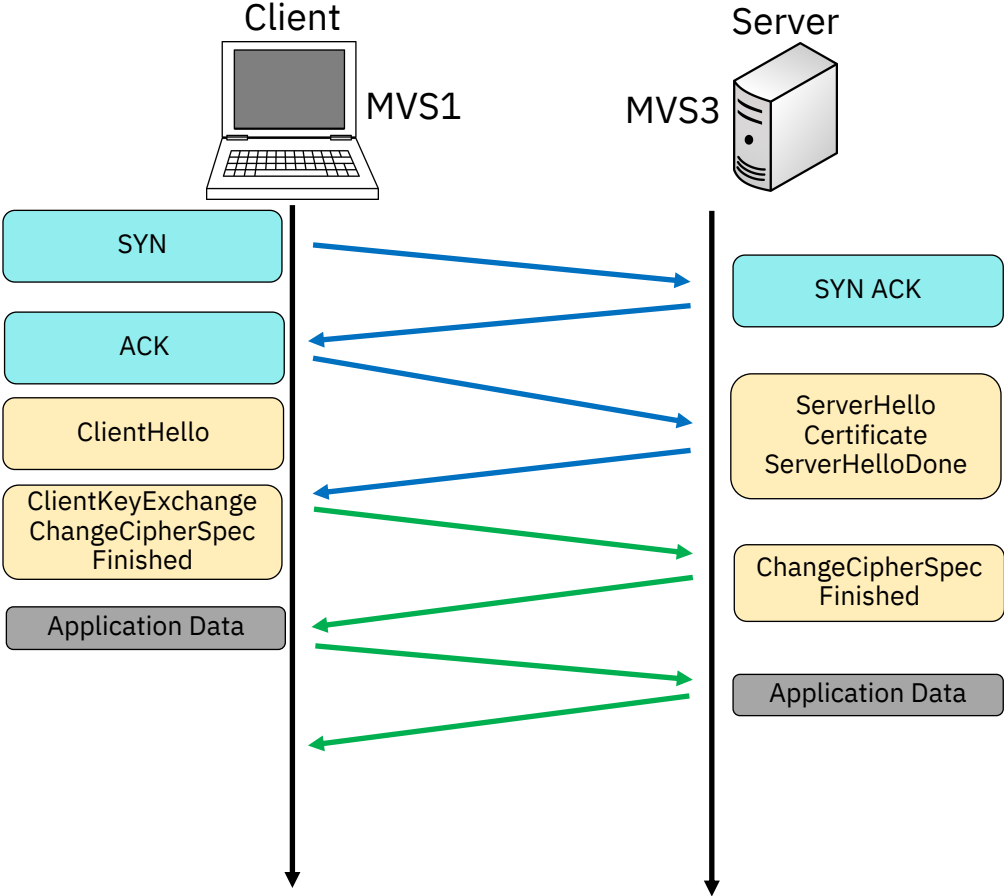 Client
Server
MVS1
MVS3
SYN
SYN ACK
ACK
ClientHello
ServerHello
Certificate
ServerHelloDone
ClientKeyExchange
ChangeCipherSpec
Finished
ChangeCipherSpec
Finished
Application Data
Application Data